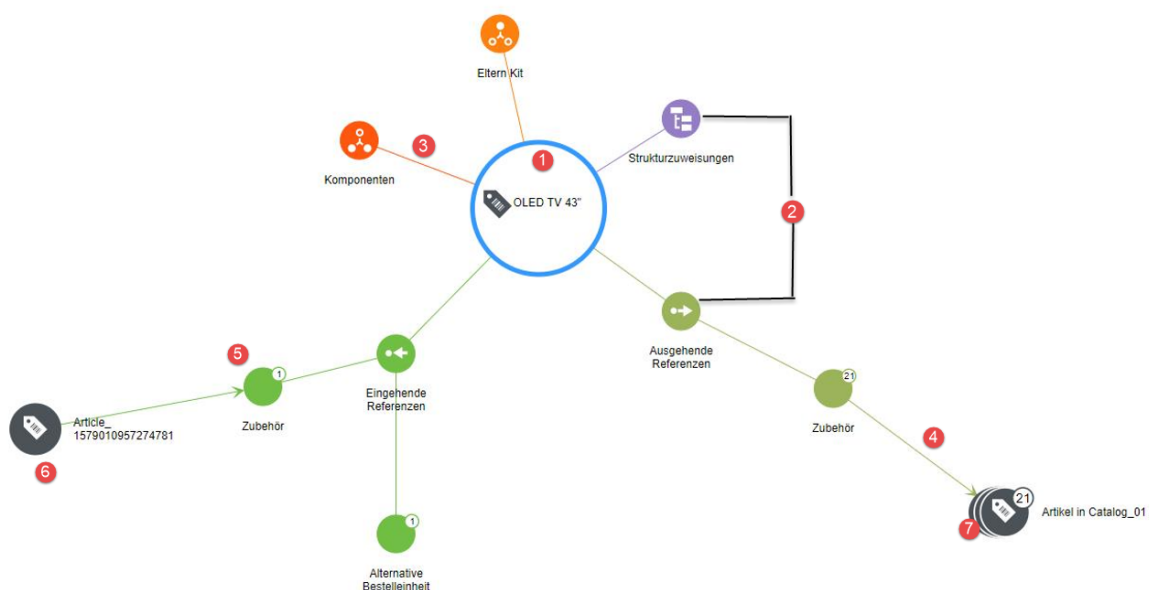 Eltern Kit
Strukturzuweisungen
3
1
Komponenten
OLED TV 43"
2
Ausgehende
Referenzen
5
1
Eingehende
Referenzen
21
Article_
1579010957274781
Zubehör
Zubehör
4
6
21
Artikel in Catalog_01
7
1
Alternative
Bestelleinheit